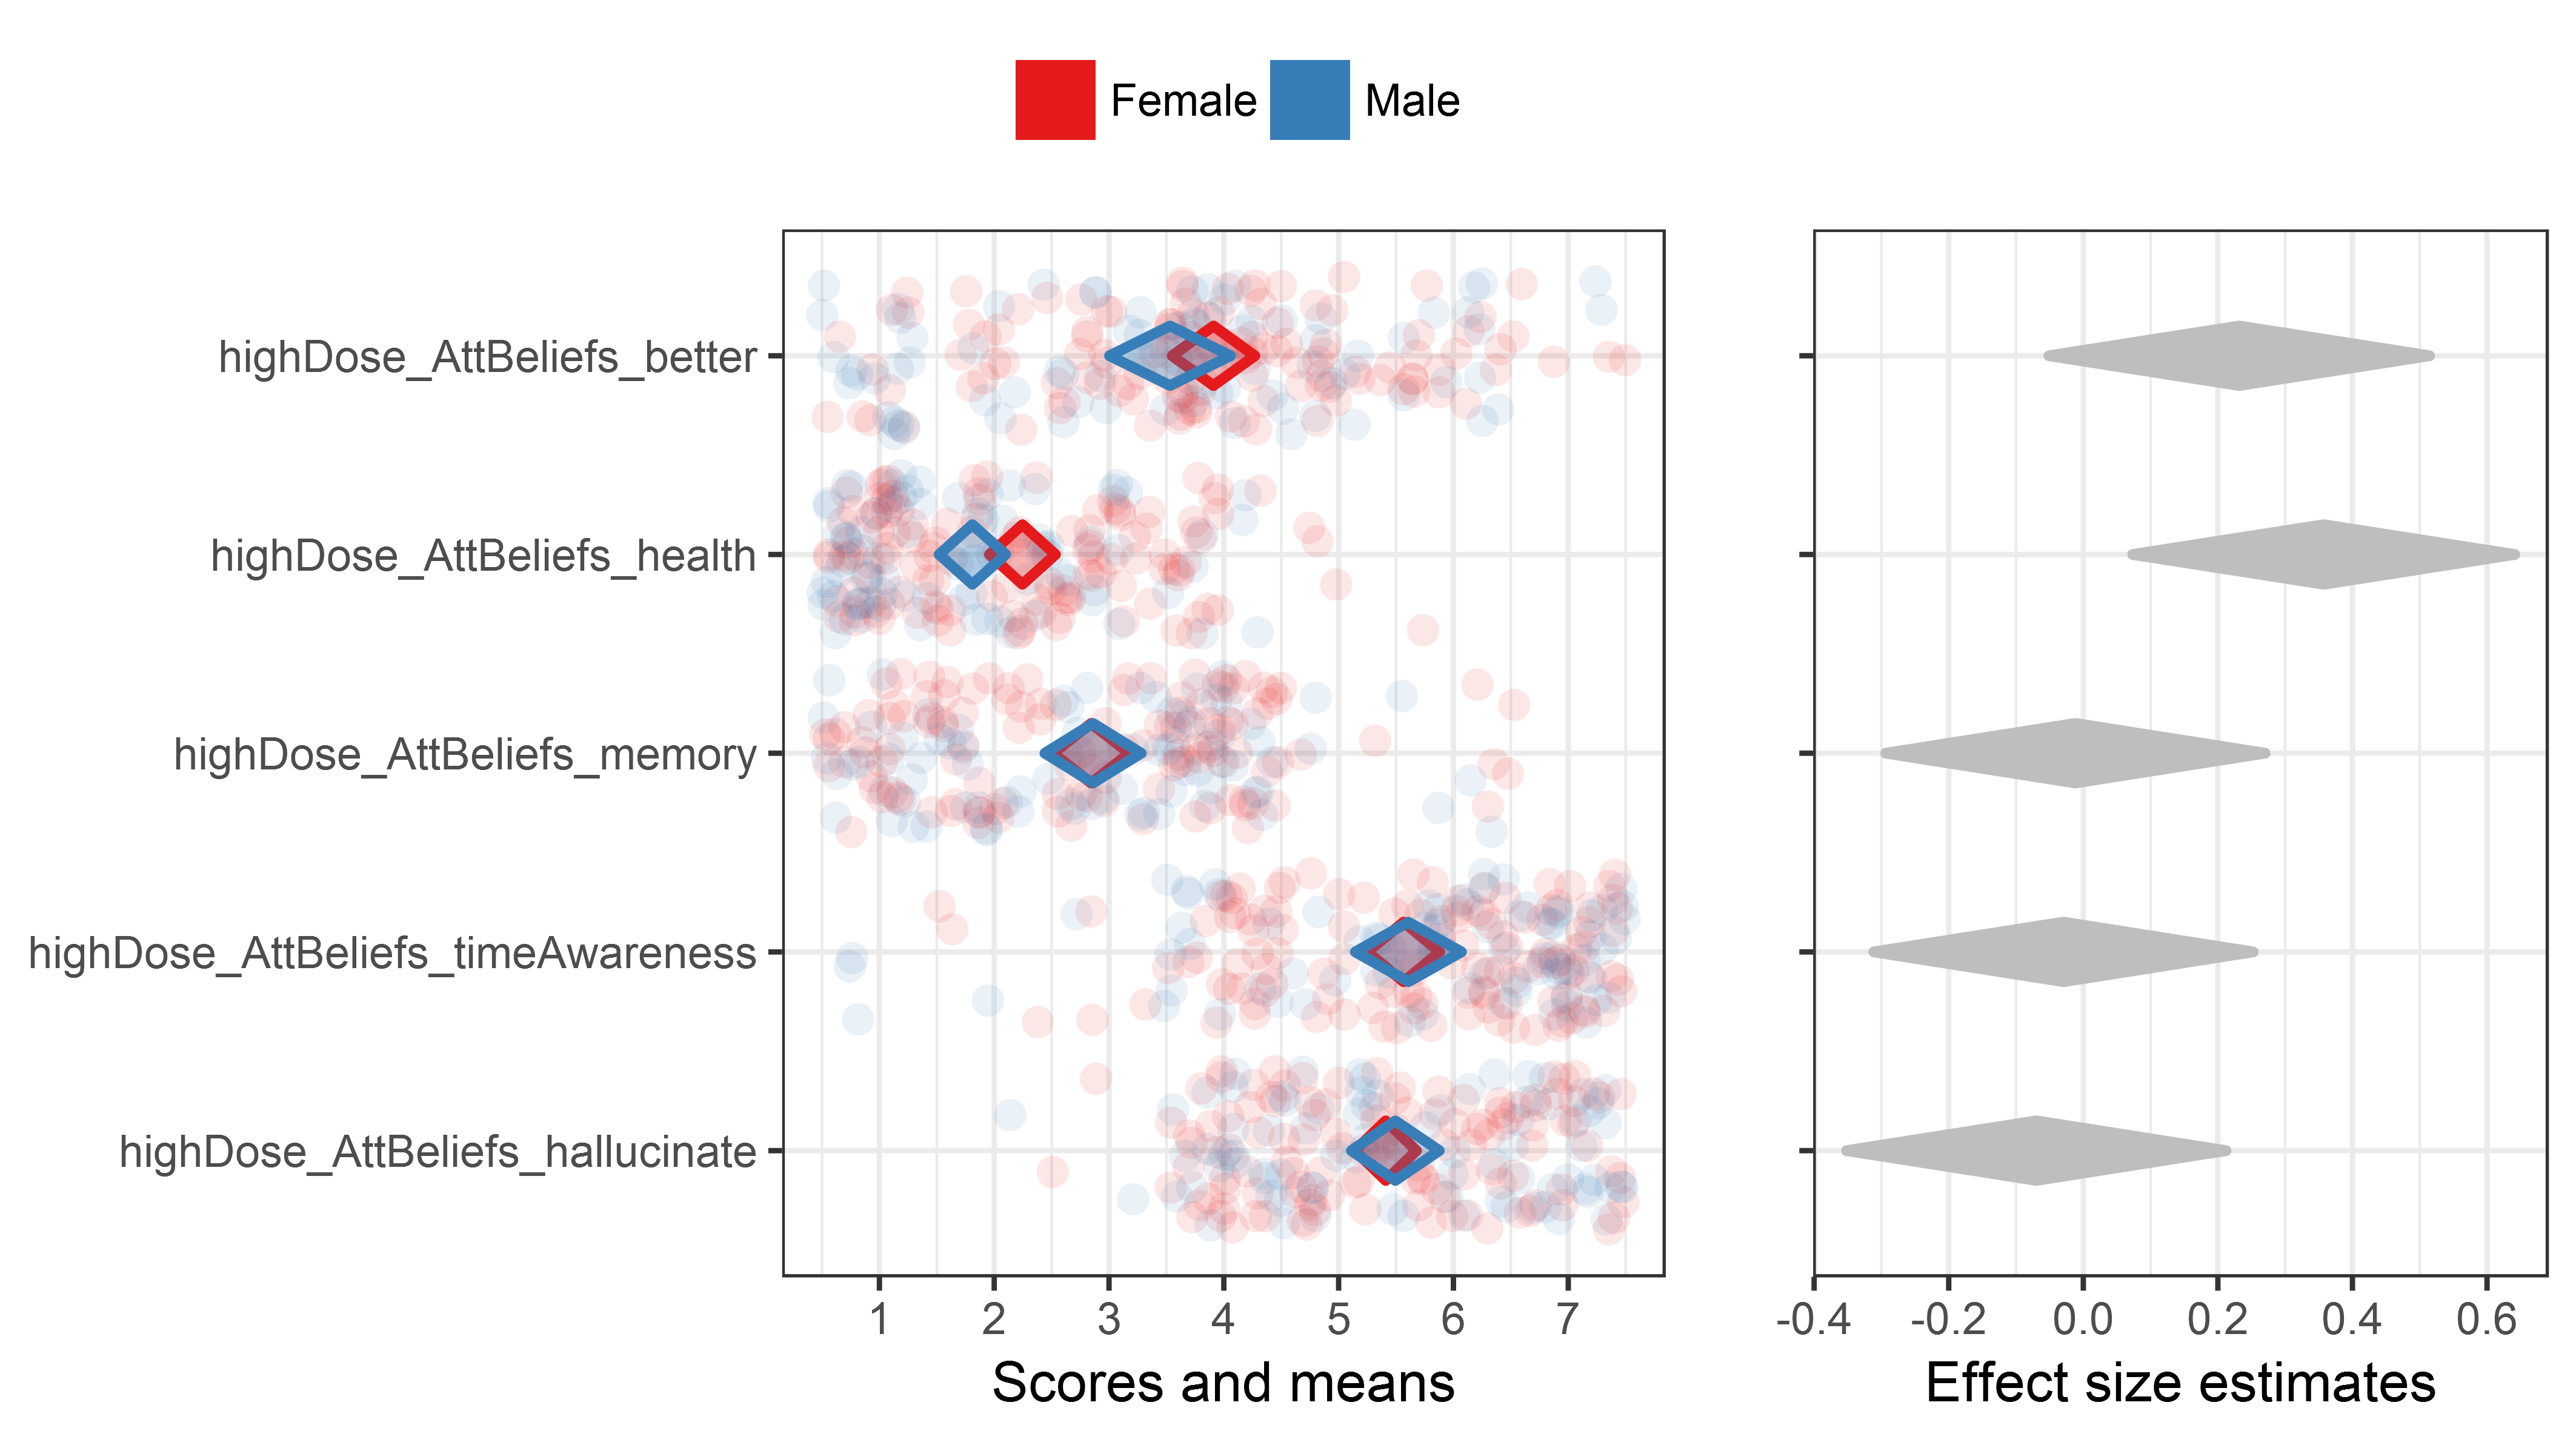 Female Male
highDose_AttBeliefs_better
highDose_AttBeliefs_health
highDose_AttBeliefs_memory
highDose_AttBeliefs_timeAwareness
highDose_AttBeliefs_hallucinate
1 2 3 4 5 6 7
Scores and means
-0.4 -0.2 0.0 0.2 0.4 0.6
Effect size estimates